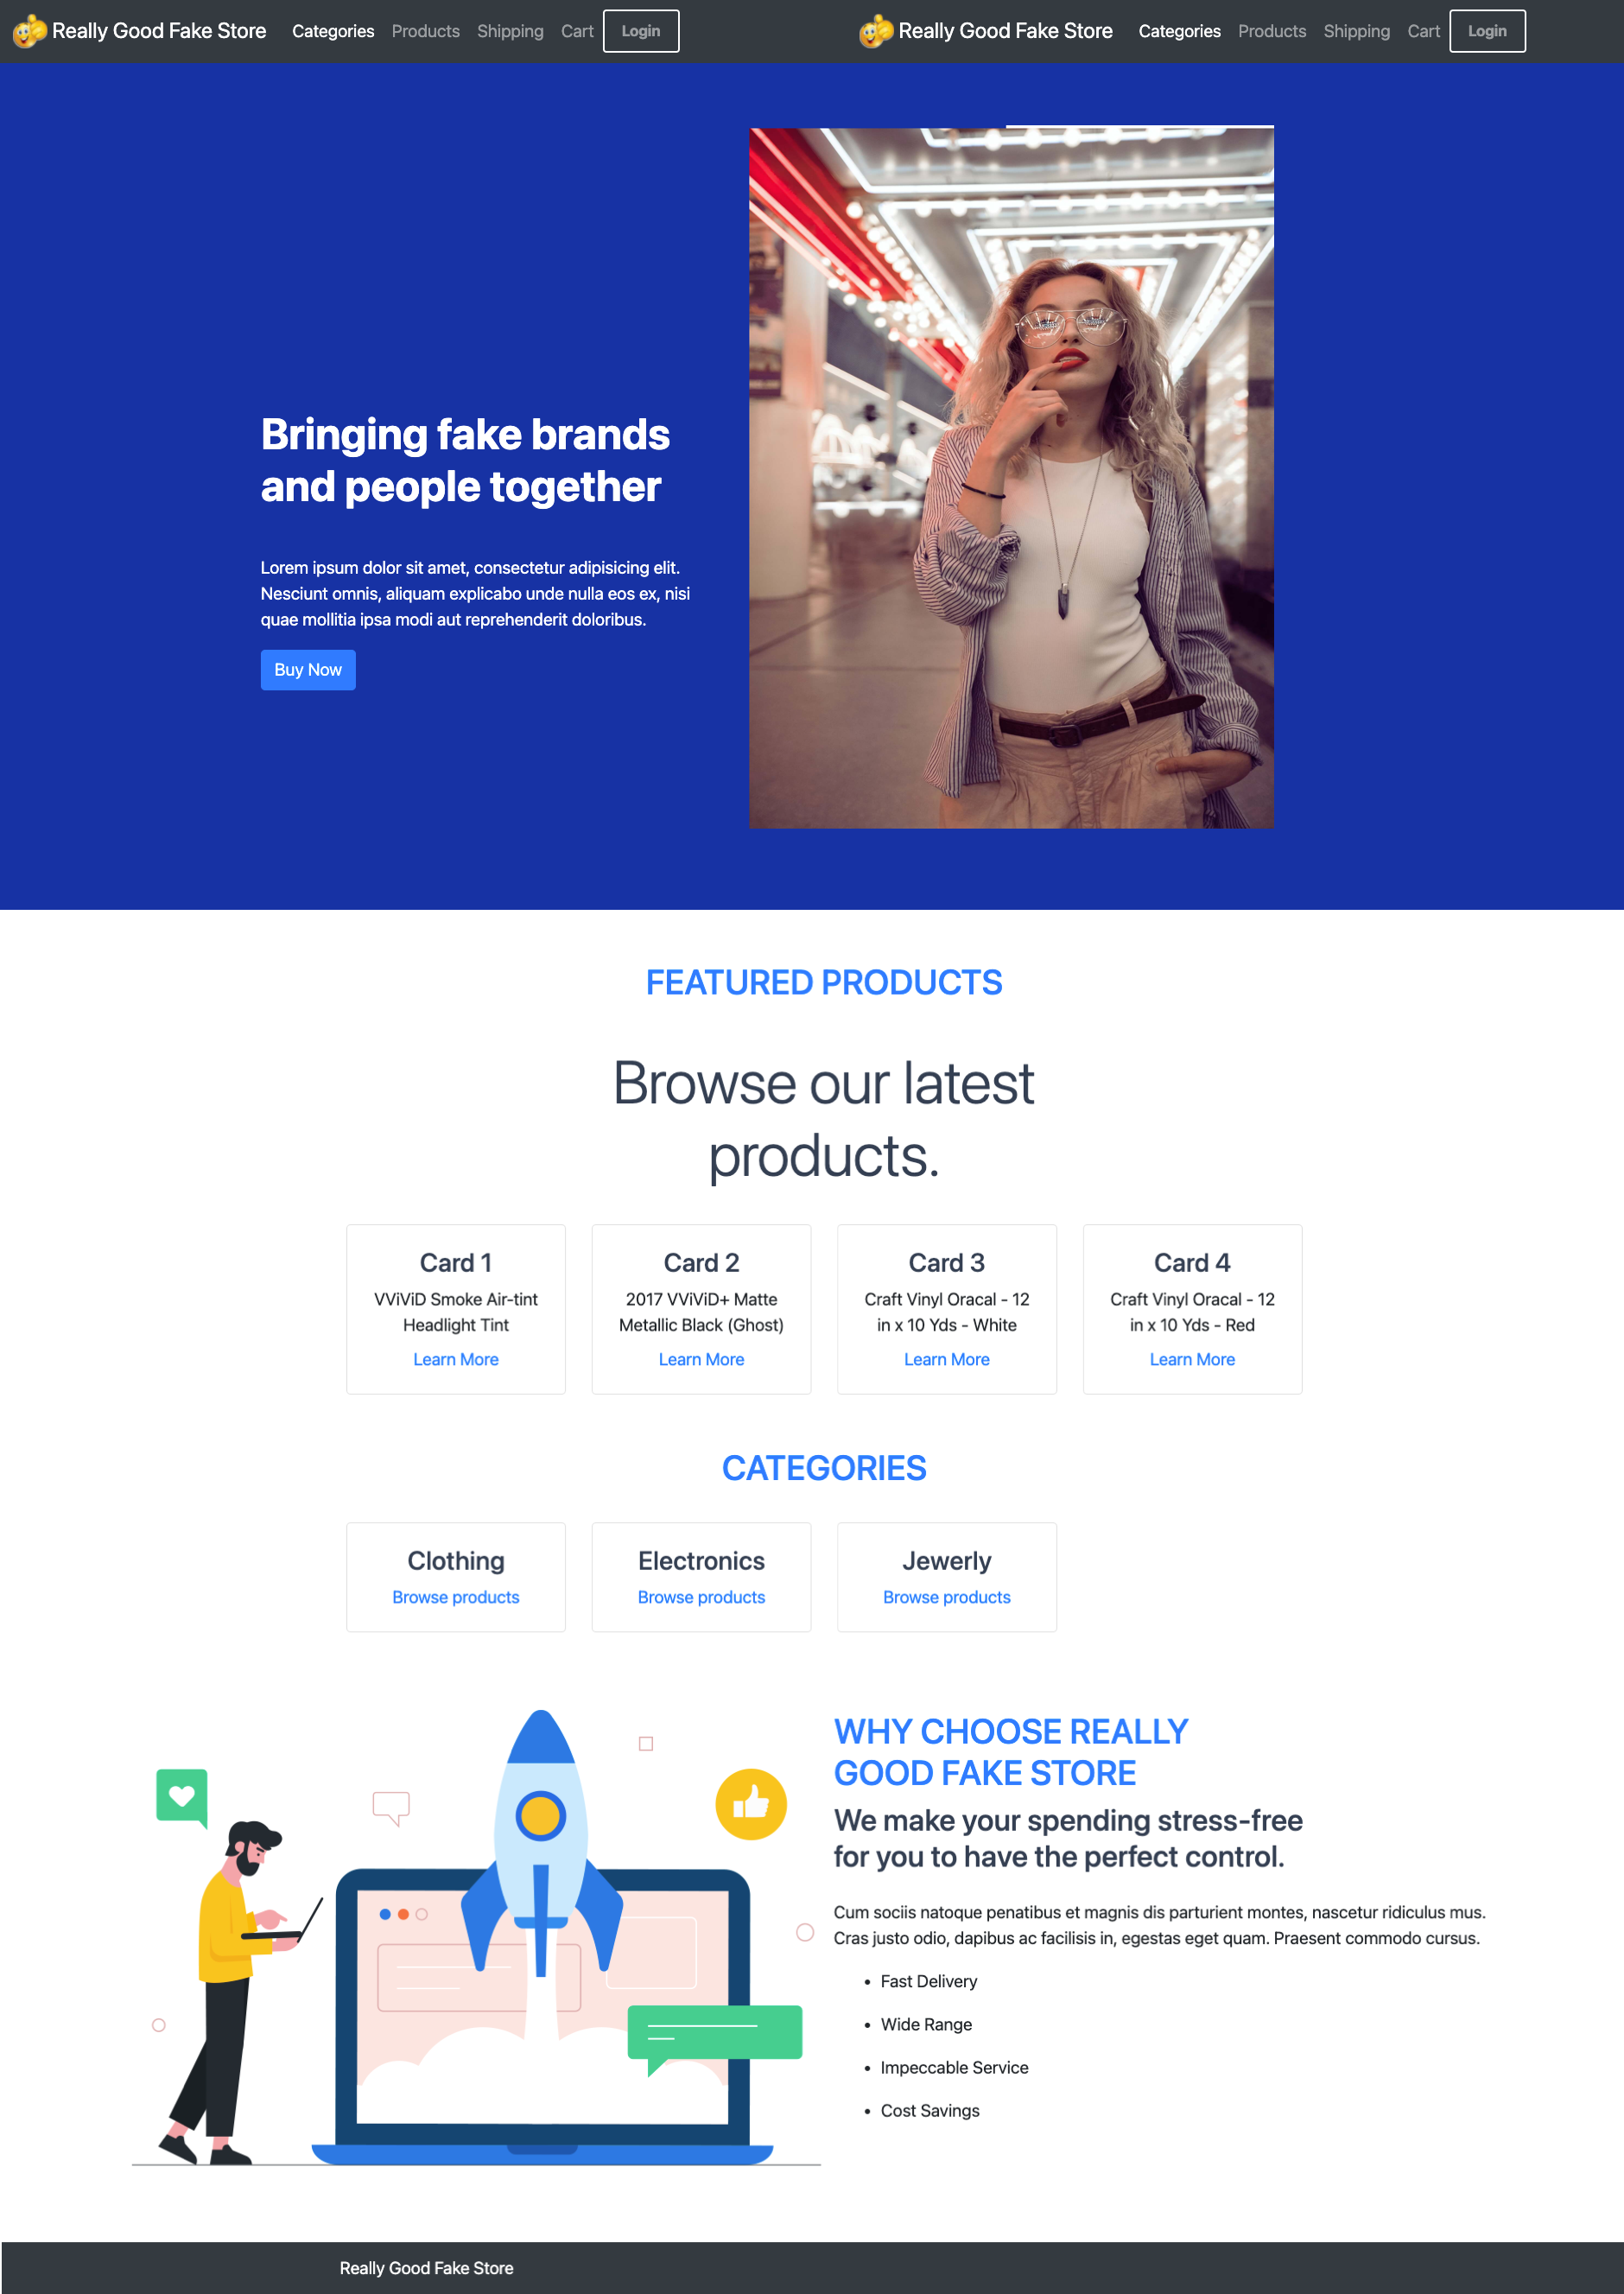 Really Good Fake Store Categories Products Shipping Cart Login
Really Good Fake Store Categories Products Shipping Cart Login
Bringing fake brands
and people together
Lorem ipsum dolor sit amet, consectetur adipisicing elit.
Nesciunt omnis, aliquam explicabo unde nulla eos ex, nisi
quae mollitia ipsa modi aut reprehenderit doloribus.
Buy Now
FEATURED PRODUCTS
Browse our latest
products.
Card 1
VViViD Smoke Air-tint
Headlight Tint
Learn More
Card 2
2017 VViViD+ Matte
Metallic Black (Ghost)
Learn More
Card 3
Craft Vinyl Oracal - 12
in x 10 Yds - White
Learn More
Card 4
Craft Vinyl Oracal - 12
in x 10 Yds - Red
Learn More
CATEGORIES
Clothing
Browse products
Electronics
Browse products
Jewerly
Browse products
WHY CHOOSE REALLY
GOOD FAKE STORE
We make your spending stress-free
for you to have the perfect control.
Cum sociis natoque penatibus et magnis dis parturient montes, nascetur ridiculus mus.
Cras justo odio, dapibus ac facilisis in, egestas eget quam. Praesent commodo cursus.
• Fast Delivery
• Wide Range
• Impeccable Service
• Cost Savings
Really Good Fake Store